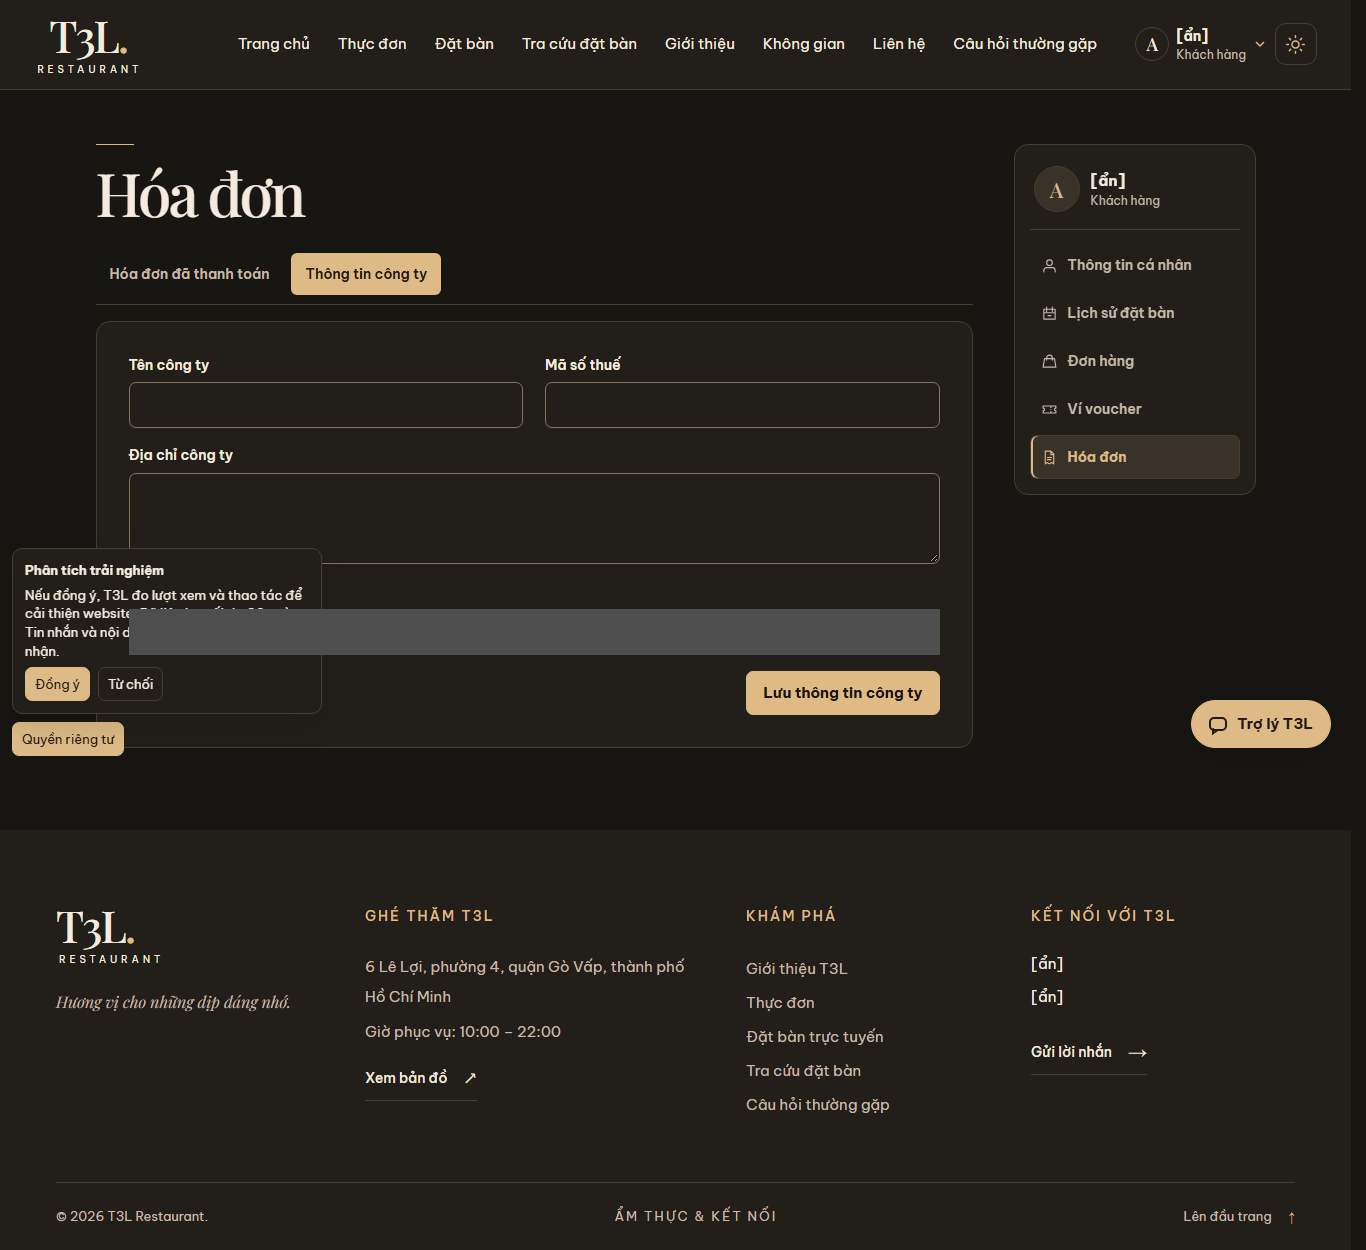 T3L.
RESTAURANT
Trang chủ
Thực đơn
Đặt bàn
Tra cứu đặt bàn
Giới thiệu
Không gian
Liên hệ
Câu hỏi thường gặp
A
[ẩn]
Khách hàng
Hóa đơn
Hóa đơn đã thanh toán
Thông tin công ty
Tên công ty
Mã số thuế
Địa chỉ công ty
Lưu thông tin công ty
A
[ẩn]
Khách hàng
Thông tin cá nhân
Lịch sử đặt bàn
Đơn hàng
Ví voucher
Hóa đơn
Phân tích trải nghiệm
Nếu đồng ý, T3L đo lượt xem và thao tác để
cải thiện website
Tin nhắn và nội
nhận.
Đồng ý
Từ chối
Quyền riêng tư
Trợ lý T3L
T3L.
RESTAURANT
Hương vị cho những dịp đáng nhớ.
GHÉ THĂM T3L
6 Lê Lợi, phường 4, quận Gò Vấp, thành phố
Hồ Chí Minh
Giờ phục vụ: 10:00 – 22:00
Xem bản đồ ↗
KHÁM PHÁ
Giới thiệu T3L
Thực đơn
Đặt bàn trực tuyến
Tra cứu đặt bàn
Câu hỏi thường gặp
KẾT NỐI VỚI T3L
[ẩn]
[ẩn]
Gửi lời nhắn →
© 2026 T3L Restaurant.
ẨM THỰC & KẾT NỐI
Lên đầu trang ↑